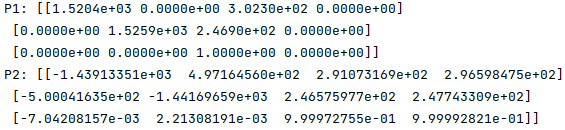 P1: [[1.5204e+03 0.0000e+00 3.0230e+02 0.0000e+00]
 [0.0000e+00 1.5259e+03 2.4690e+02 0.0000e+00]
 [0.0000e+00 0.0000e+00 1.0000e+00 0.0000e+00]]
P2: [[-1.43913351e+03  4.97164560e+02  2.91073169e+02  2.96598475e+02]
 [-5.00041635e+02 -1.44169659e+03  2.46575977e+02  2.47743309e+02]
 [-7.04208157e-03  2.21308191e-03  9.99972755e-01  9.99992821e-01]]